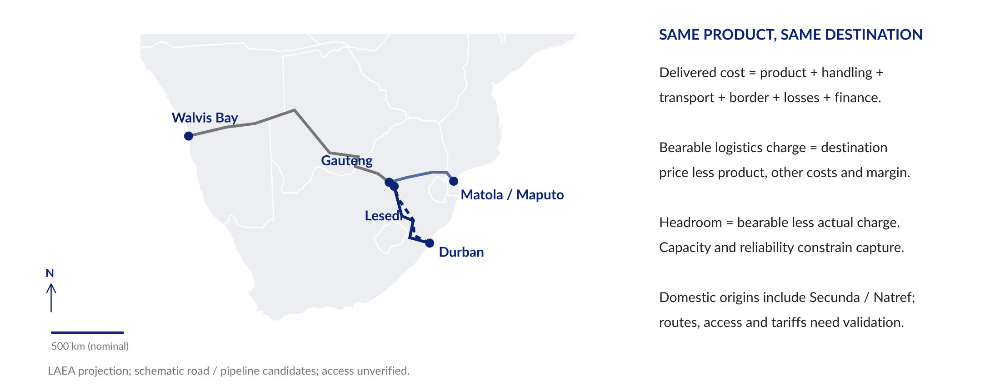 SAME PRODUCT, SAME DESTINATION
Delivered cost = product + handling +
transport + border + losses + finance.
Bearable logistics charge = destination
price less product, other costs and margin.
Headroom = bearable less actual charge.
Capacity and reliability constrain capture.
Domestic origins include Secunda / Natref;
routes, access and tariffs need validation.
Walvis Bay
Gauteng
Matola / Maputo
Lesedi
Durban
N
500 km (nominal)
LAEA projection; schematic road / pipeline candidates; access unverified.